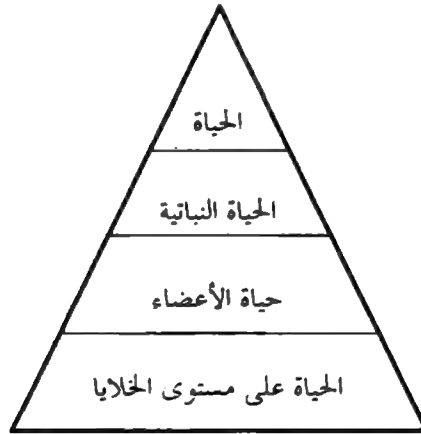 الحياة
الحياة النباتية
حياة الأعضاء
الحياة على مستوى الخلايا